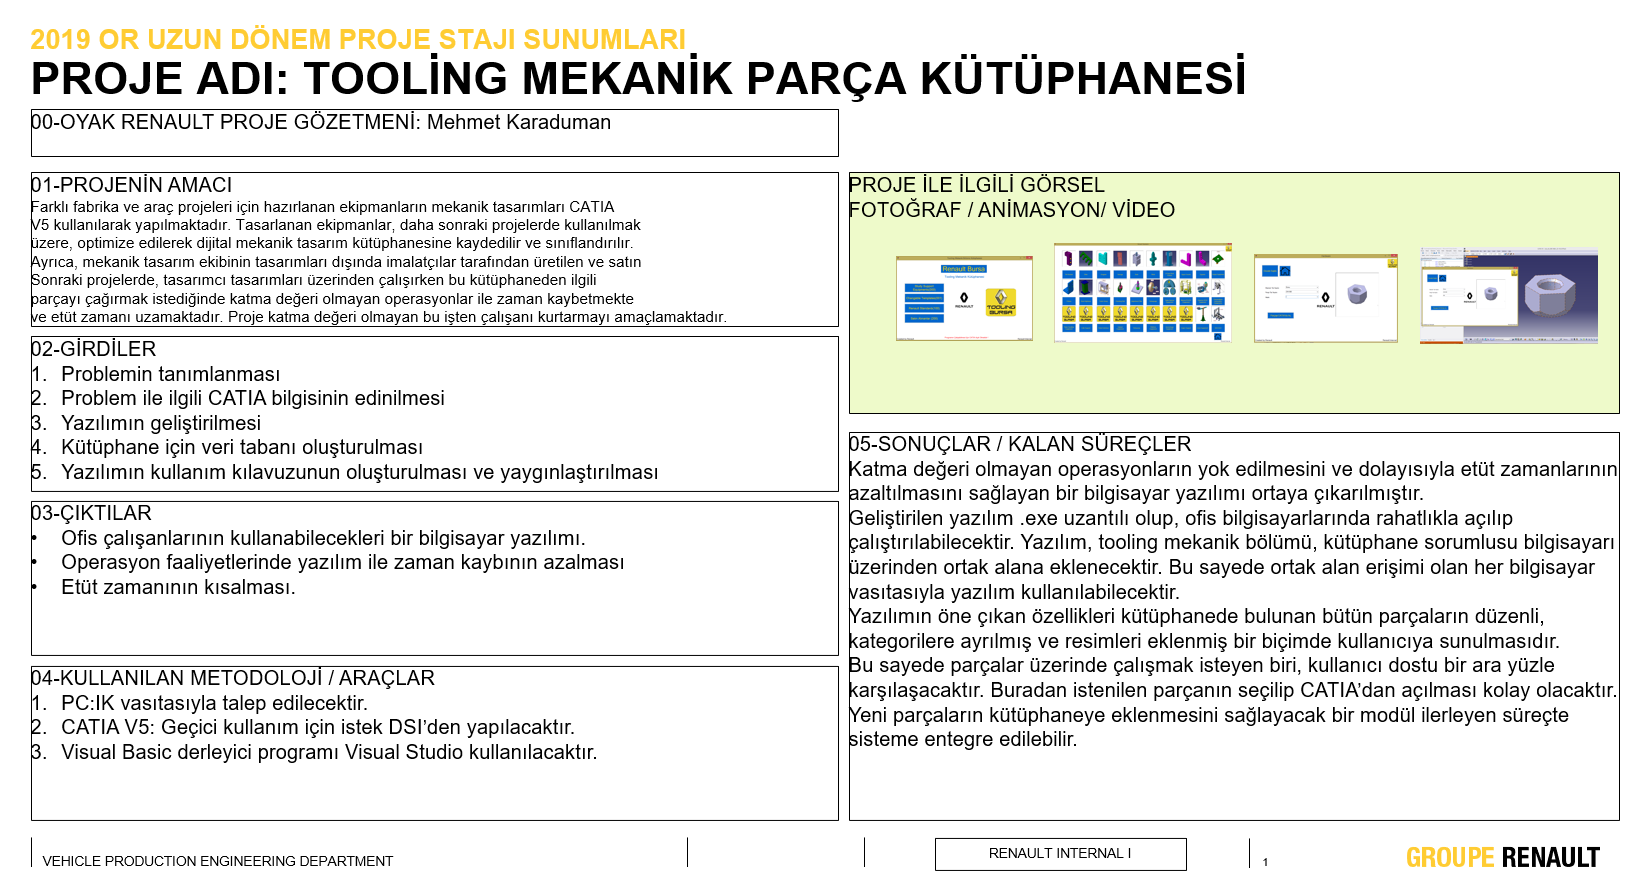 2019 OR UZUN DÖNEM PROJE STAJI SUNUMLARI
PROJE ADI: TOOLİNG MEKANİK PARÇA KÜTÜPHANESİ
00-OYAK RENAULT PROJE GÖZETMENİ: Mehmet Karaduman
01-PROJENİN AMACI
Farklı fabrika ve araç projeleri için hazırlanan ekipmanların mekanik tasarımları CATIA
V5 kullanılarak yapılmaktadır. Tasarlanan ekipmanlar, daha sonraki projelerde kullanılmak
üzere, optimize edilerek dijital mekanik tasarım kütüphanesine kaydedilir ve sınıflandırılır.
Ayrıca, mekanik tasarım ekibinin tasarımları dışında imalatçılar tarafından üretilen ve satın
Sonraki projelerde, tasarımcı tasarımları üzerinden çalışırken bu kütüphaneden ilgili
parçayı çağırmak istediğinde katma değeri olmayan operasyonlar ile zaman kaybetmekte
ve etüt zamanı uzamaktadır. Proje katma değeri olmayan bu işten çalışanı kurtarmayı amaçlamaktadır.
02-GİRDİLER
1. Problemin tanımlanması
2. Problem ile ilgili CATIA bilgisinin edinilmesi
3. Yazılımın geliştirilmesi
4. Kütüphane için veri tabanı oluşturulması
5. Yazılımın kullanım kılavuzunun oluşturulması ve yaygınlaştırılması
03-ÇIKTILAR
• Ofis çalışanlarının kullanabilecekleri bir bilgisayar yazılımı.
• Operasyon faaliyetlerinde yazılım ile zaman kaybının azalması
• Etüt zamanının kısalması.
04-KULLANILAN METODOLOJİ / ARAÇLAR
1. PC:IK vasıtasıyla talep edilecektir.
2. CATIA V5: Geçici kullanım için istek DSI’den yapılacaktır.
3. Visual Basic derleyici programı Visual Studio kullanılacaktır.
PROJE İLE İLGİLİ GÖRSEL
FOTOĞRAF / ANİMASYON/ VİDEO
Renault Bursa
RENAULT
TOOLING
BURSA
RENAULT
05-SONUÇLAR / KALAN SÜREÇLER
Katma değeri olmayan operasyonların yok edilmesini ve dolayısıyla etüt zamanlarının
azaltılmasını sağlayan bir bilgisayar yazılımı ortaya çıkarılmıştır.
Geliştirilen yazılım .exe uzantılı olup, ofis bilgisayarlarında rahatlıkla açılıp
çalıştırılabilecektir. Yazılım, tooling mekanik bölümü, kütüphane sorumlusu bilgisayarı
üzerinden ortak alana eklenecektir. Bu sayede ortak alan erişimi olan her bilgisayar
vasıtasıyla yazılım kullanılabilecektir.
Yazılımın öne çıkan özellikleri kütüphanede bulunan bütün parçaların düzenli,
kategorilere ayrılmış ve resimleri eklenmiş bir biçimde kullanıcıya sunulmasıdır.
Bu sayede parçalar üzerinde çalışmak isteyen biri, kullanıcı dostu bir ara yüzle
karşılaşacaktır. Buradan istenilen parçanın seçilip CATIA’dan açılması kolay olacaktır.
Yeni parçaların kütüphaneye eklenmesini sağlayacak bir modül ilerleyen süreçte
sisteme entegre edilebilir.
VEHICLE PRODUCTION ENGINEERING DEPARTMENT
RENAULT INTERNAL I
1
GROUPE RENAULT